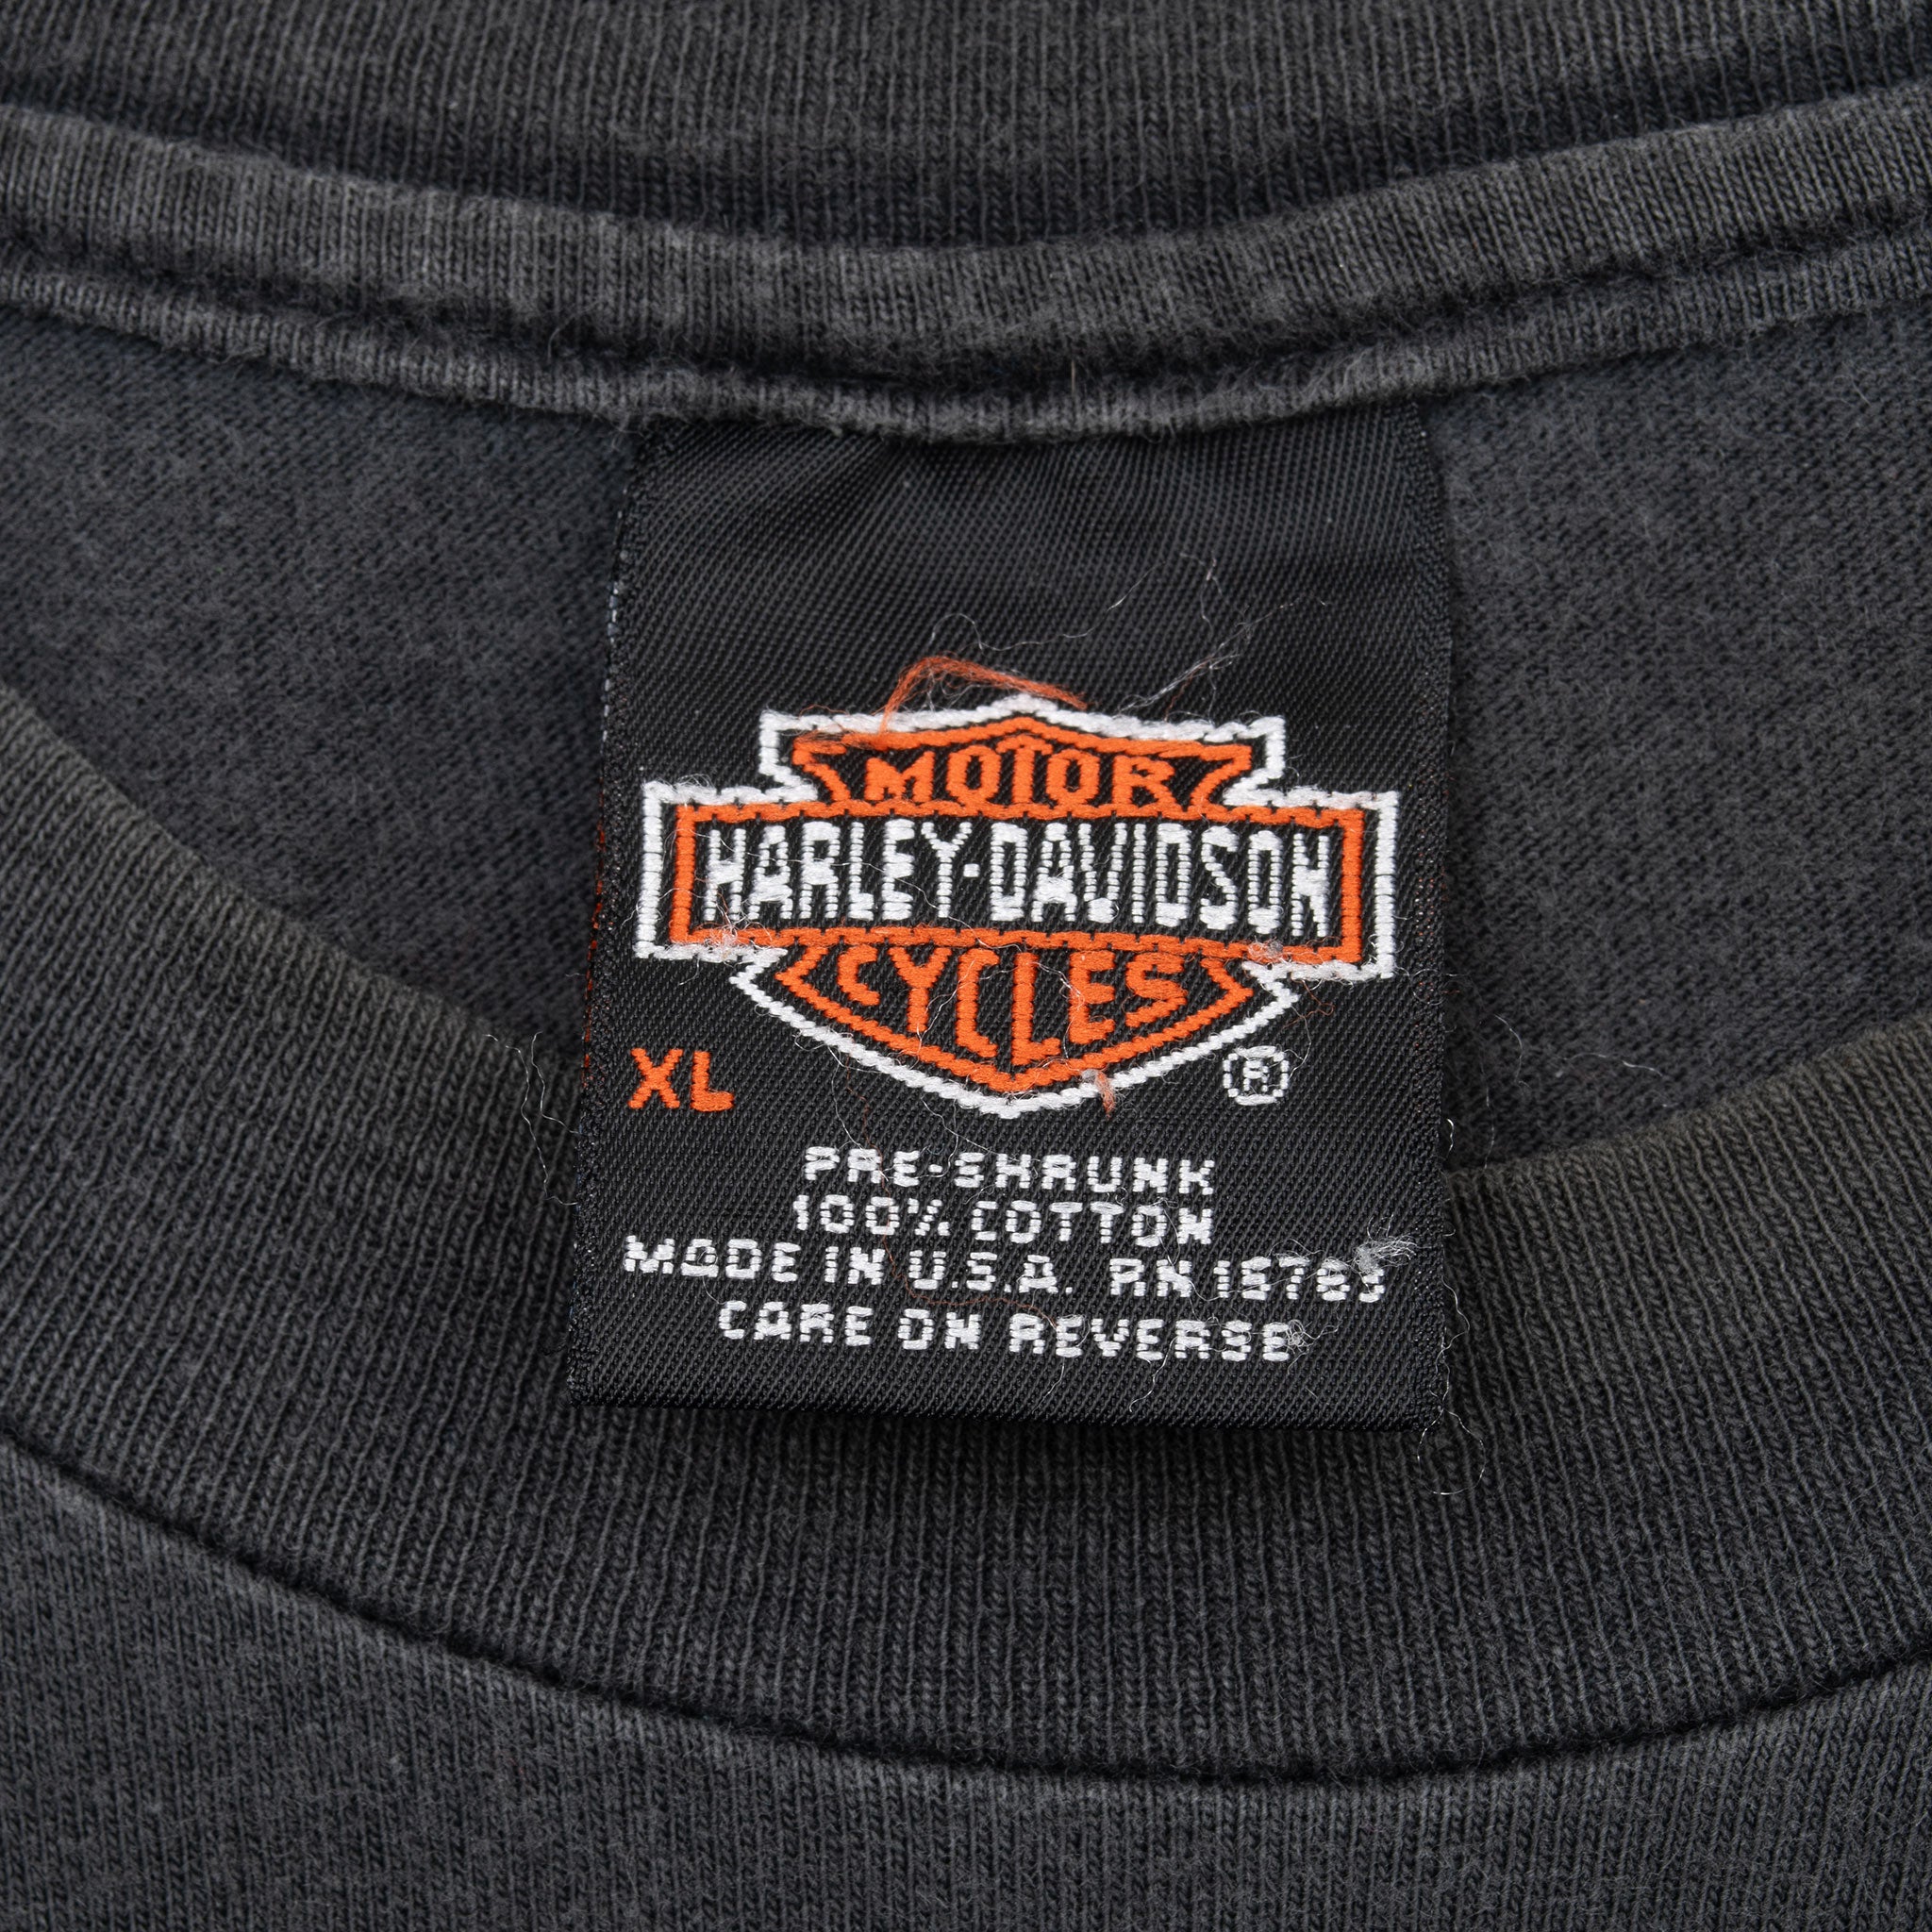 MOTOR
HARLEY-DAVIDSON
CYCLES
XL
®
PRE-SHRUNK
100% COTTON
MADE IN U.S.A. RN 15763
CARE ON REVERSE